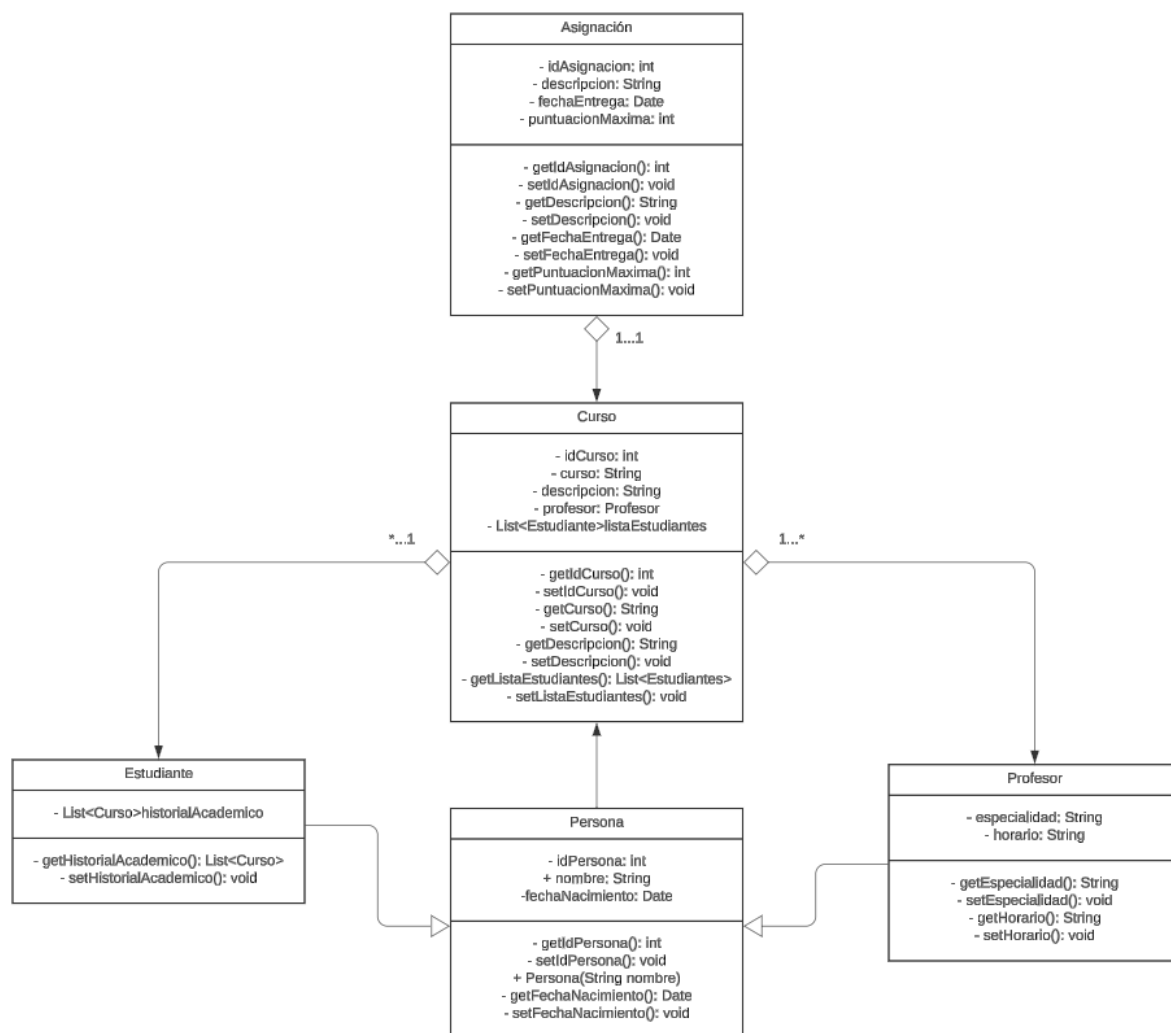 Asignación
- idAsignacion: int
- descripcion: String
- fechaEntrega: Date
- puntuacionMaxima: int
- getIdAsignacion(): int
- setIdAsignacion(): void
- getDescripcion(): String
- setDescripcion(): void
- getFechaEntrega(): Date
- setFechaEntrega(): void
- getPuntuacionMaxima(): int
- setPuntuacionMaxima(): void
1...1
Curso
- idCurso: int
- curso: String
- descripcion: String
- profesor: Profesor
- List<Estudiante>listaEstudiantes
- getIdCurso(): int
- setIdCurso(): void
- getCurso(): String
- setCurso(): void
- getDescripcion(): String
- setDescripcion(): void
- getListaEstudiantes(): List<Estudiantes>
- setListaEstudiantes(): void
*...1
1...*
Estudiante
- List<Curso>historialAcademico
- getHistorialAcademico(): List<Curso>
- setHistorialAcademico(): void
Persona
- idPersona: int
+ nombre: String
-fechaNacimiento: Date
- getIdPersona(): int
- setIdPersona(): void
+ Persona(String nombre)
- getFechaNacimiento(): Date
- setFechaNacimiento(): void
Profesor
- especialidad: String
- horario: String
- getEspecialidad(): String
- setEspecialidad(): void
- getHorario(): String
- setHorario(): void